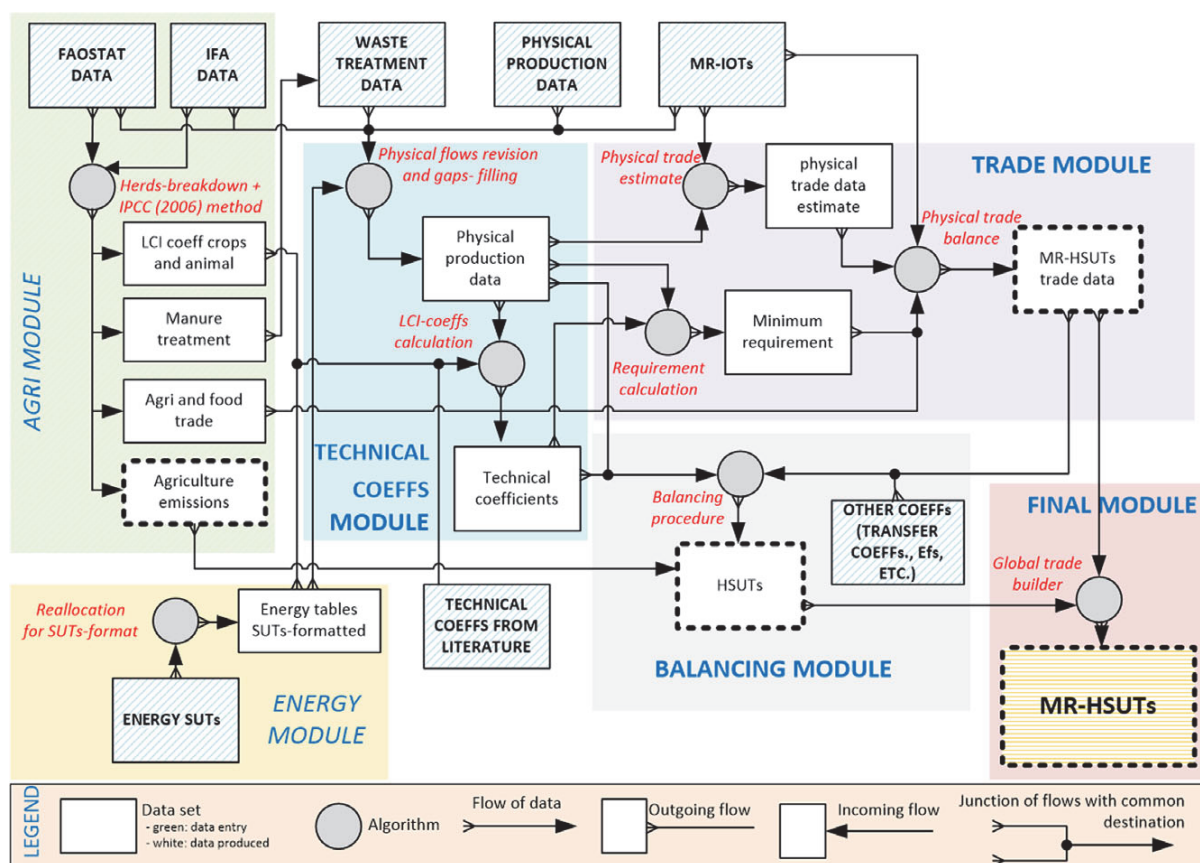 FAOSTAT
DATA
IFA
DATA
WASTE
TREATMENT
DATA
PHYSICAL
PRODUCTION
DATA
MR-IOTs
Herds-breakdown +
IPCC (2006) method
LCI coeff crops
and animal
Manure
treatment
Agri and food
trade
Agriculture
emissions
AGRI MODULE
Physical flows revision
and gaps- filling
Physical
production
data
LCI-coeffs
calculation
Technical
coefficients
TECHNICAL
COEFFS
MODULE
TECHNICAL
COEFFS FROM
LITERATURE
Physical trade
estimate
physical
trade data
estimate
TRADE MODULE
Physical trade
balance
MR-HSUTs
trade data
Minimum
requirement
Requirement
calculation
Balancing
procedure
HSUTs
OTHER COEFFs
(TRANSFER
COEFFs., Efs,
ETC.)
BALANCING MODULE
FINAL MODULE
Global trade
builder
MR-HSUTs
Reallocation
for SUTs-format
Energy tables
SUTs-formatted
ENERGY SUTs
ENERGY
MODULE
LEGEND
Data set
- green: data entry
- white: data produced
Algorithm
Flow of data
Outgoing flow
Incoming flow
Junction of flows with common
destination